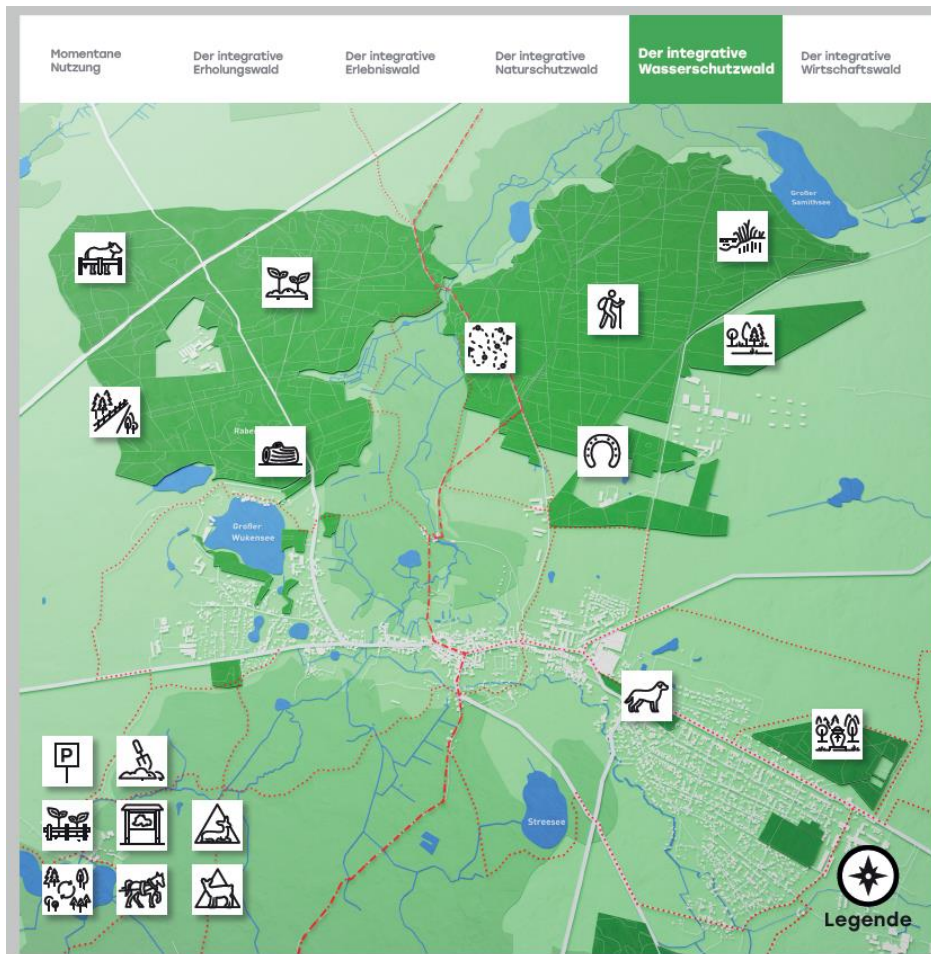 Momentane
Nutzung
Der integrative
Erholungswald
Der integrative
Erlebniswald
Der integrative
Naturschutzwald
Der integrative
Wasserschutzwald
Der integrative
Wirtschaftswald
Großer
Samithsee
Großer
Wukensee
Streesee
P
Legende